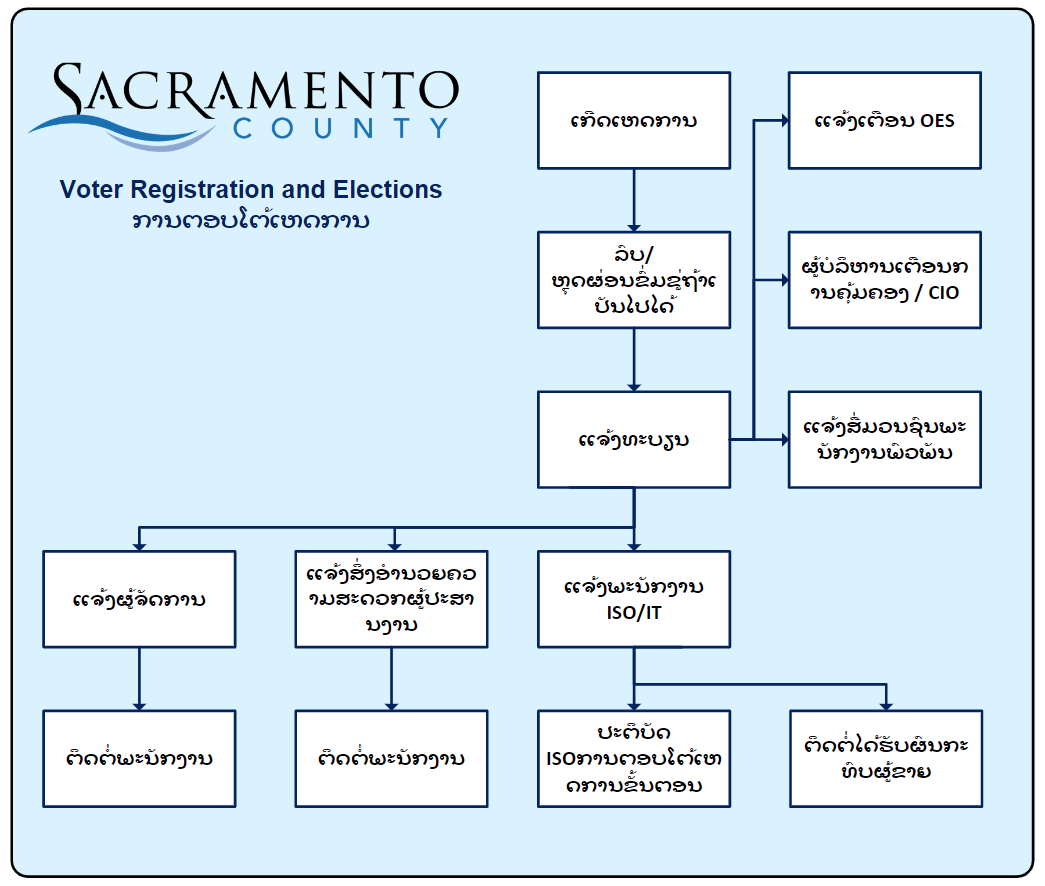 SACRAMENTO
COUNTY
Voter Registration and Elections
ການຕອບໂຕ້ເຫດການ
ເກີດເຫດການ
ແຈ້ງເຕືອນ OES
ລົບ/
ຫຼຸດຜ່ອນຂົ່ມຂູ່ຖ້າເ
ປັນໄປໄດ້
ຜູ້ບໍລິຫານເຕືອນກ
ານຄຸ້ມຄອງ / CIO
ແຈ້ງທະບຽນ
ແຈ້ງສື່ມວນຊົນພະ
ນັກງານພົວພັນ
ແຈ້ງຜູ້ຈັດການ
ແຈ້ງສິ່ງອໍານວຍຄວ
າມສະດວກຜູ້ປະສາ
ນງານ
ແຈ້ງພະນັກງານ
ISO/IT
ຕິດຕໍ່ພະນັກງານ
ຕິດຕໍ່ພະນັກງານ
ປະຕິບັດ
ISOການຕອບໂຕ້ເຫ
ດການຂັ້ນຕອນ
ຕິດຕໍ່ໄດ້ຮັບຜົນກະ
ທົບຜູ້ຂາຍ